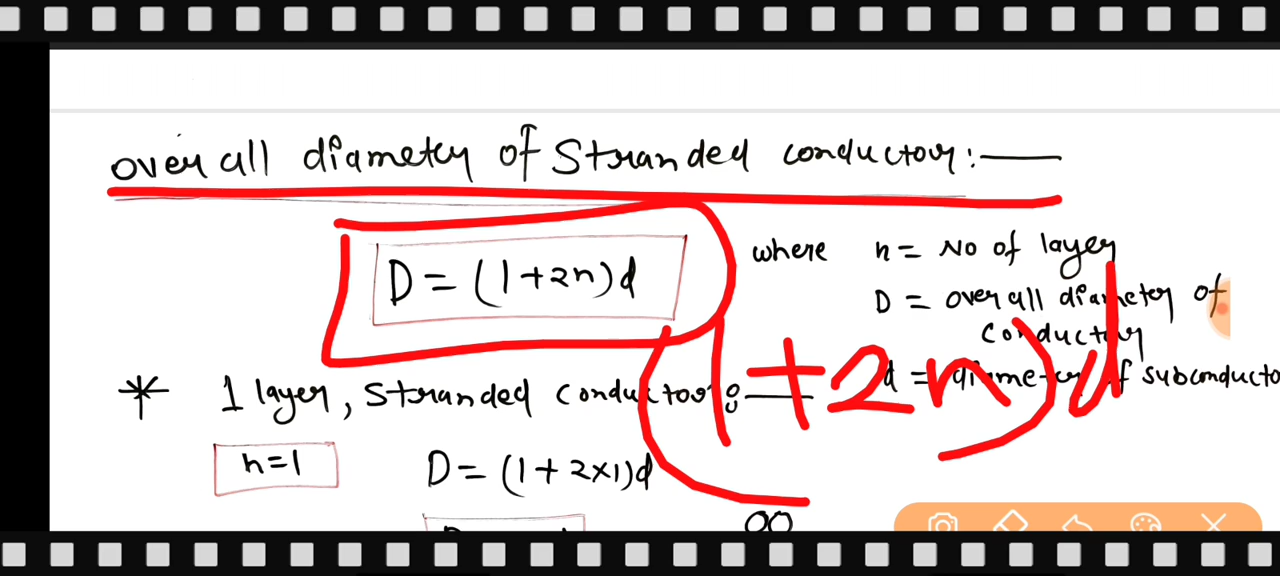 over all diameter of Stranded conductor:—
D = (1+2n)d
where n = No of layer
D = over all diameter of
conductor
d = diameter of subconducto
(1+2n)d
* 1 layer, Stranded conductor:—
n=1
D = (1+2×1)d